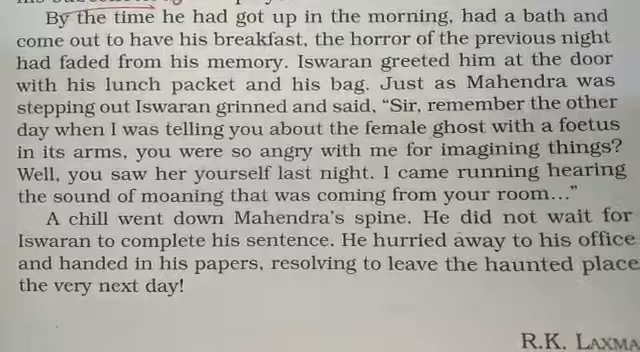 By the time he had got up in the morning, had a bath and
come out to have his breakfast, the horror of the previous night
had faded from his memory. Iswaran greeted him at the door
with his lunch packet and his bag. Just as Mahendra was
stepping out Iswaran grinned and said, “Sir, remember the other
day when I was telling you about the female ghost with a foetus
in its arms, you were so angry with me for imagining things?
Well, you saw her yourself last night. I came running hearing
the sound of moaning that was coming from your room...”
A chill went down Mahendra’s spine. He did not wait for
Iswaran to complete his sentence. He hurried away to his office
and handed in his papers, resolving to leave the haunted place
the very next day!
R.K. LAXMA